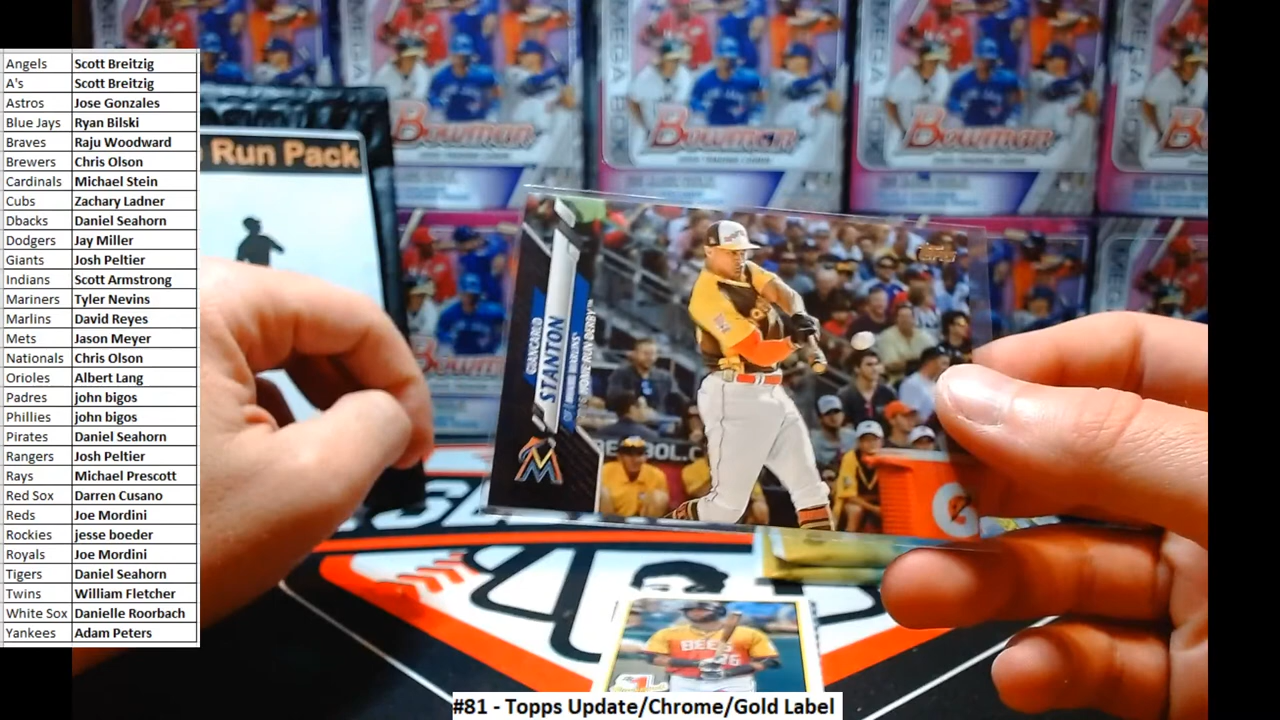 Angels Scott Breitzig
A's Scott Breitzig
Astros Jose Gonzales
Blue Jays Ryan Bilski
Braves Raju Woodward
Brewers Chris Olson
Cardinals Michael Stein
Cubs Zachary Ladner
Dbacks Daniel Seahorn
Dodgers Jay Miller
Giants Josh Peltier
Indians Scott Armstrong
Mariners Tyler Nevins
Marlins David Reyes
Mets Jason Meyer
Nationals Chris Olson
Orioles Albert Lang
Padres john bigos
Phillies john bigos
Pirates Daniel Seahorn
Rangers Josh Peltier
Rays Michael Prescott
Red Sox Darren Cusano
Reds Joe Mordini
Rockies jesse boeder
Royals Joe Mordini
Tigers Daniel Seahorn
Twins William Fletcher
White Sox Danielle Roorbach
Yankees Adam Peters
Run Pack
Bowman
Bowman
Bowman
Bowman
MEGA BOX
GIANCARLO
STANTON
MIAMI MARLINS
HOME RUN DERBY™
M
G
BEES
#81 - Topps Update/Chrome/Gold Label